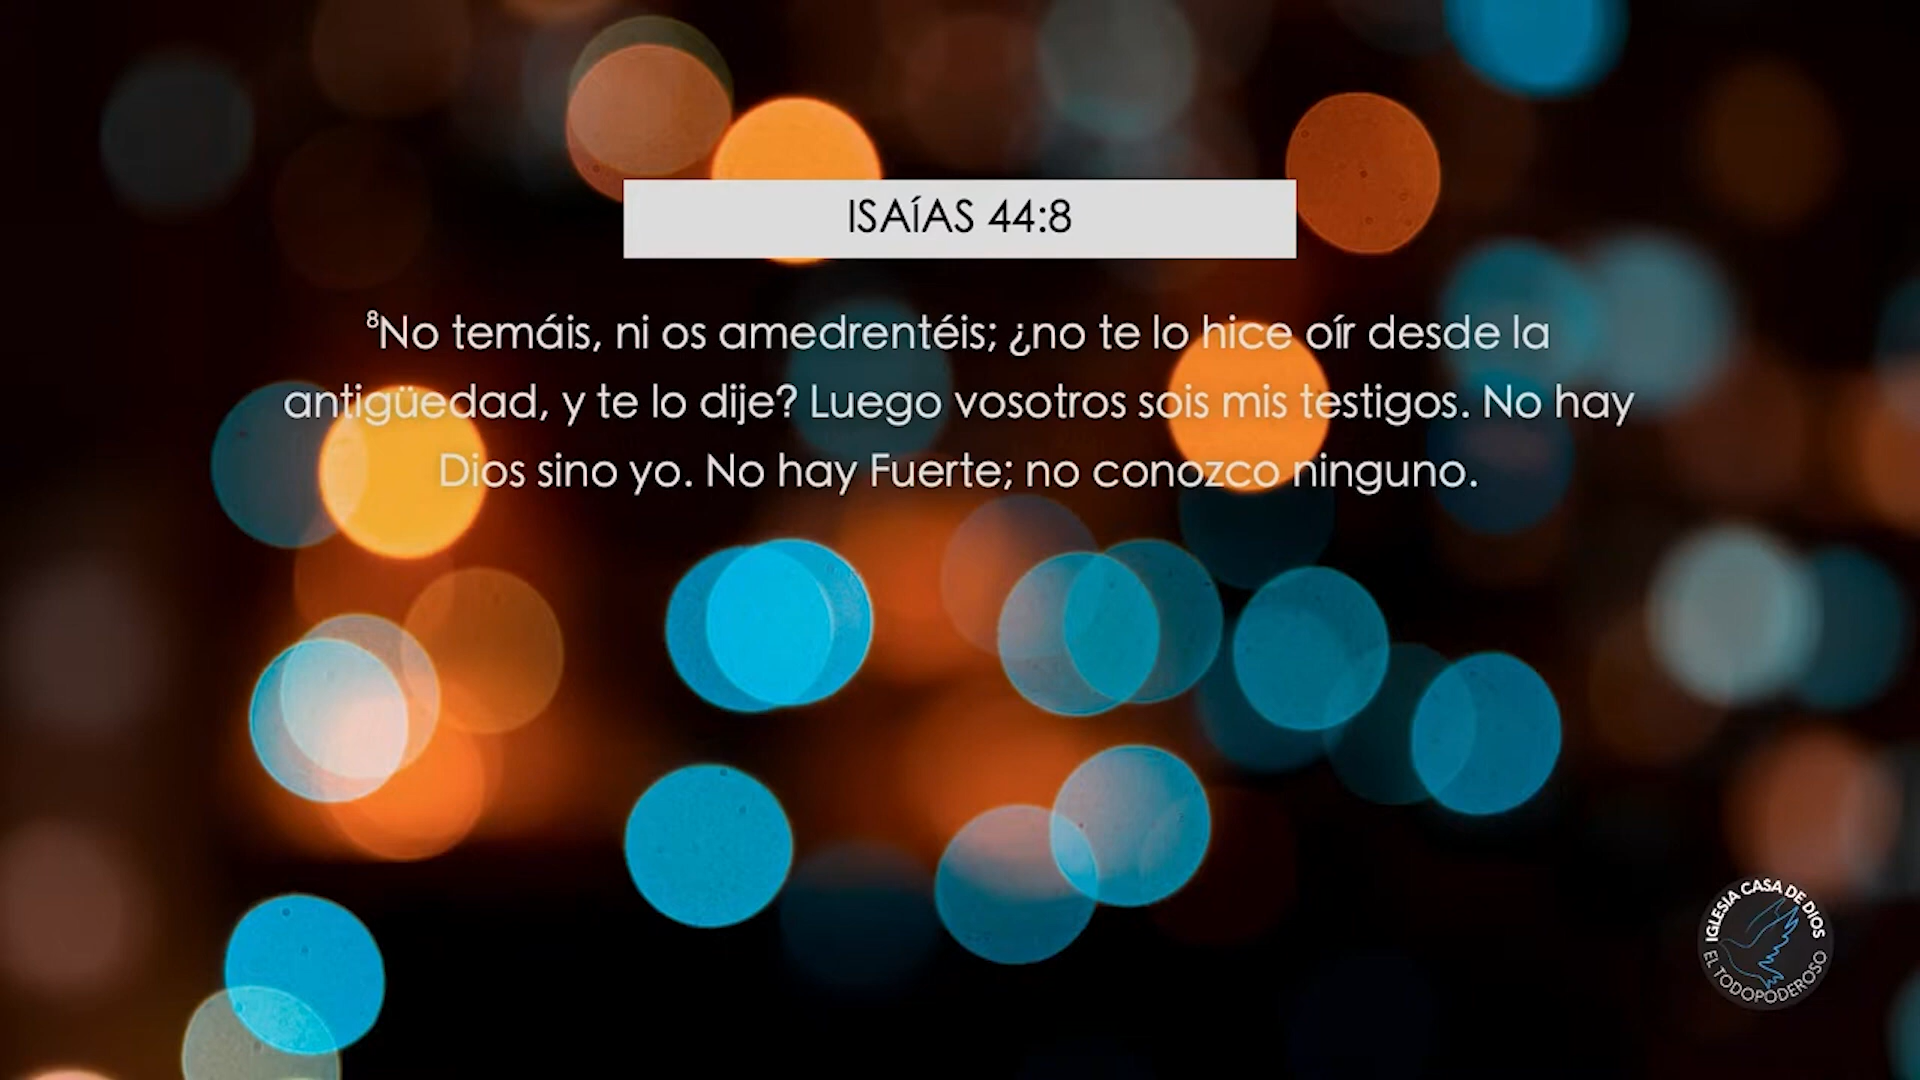 ISAíAS 44:8
⁸No temáis, ni os amedrentéis; ¿no te lo hice oír desde la
antigüedad, y te lo dije? Luego vosotros sois mis testigos. No hay
Dios sino yo. No hay Fuerte; no conozco ninguno.
IGLESIA CASA DE DIOS
EL TODOPODEROSO